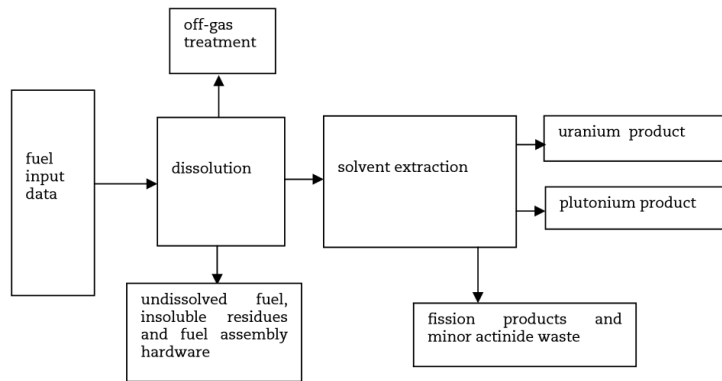 off-gas
treatment
fuel
input
data
dissolution
solvent extraction
uranium product
plutonium product
undissolved fuel,
insoluble residues
and fuel assembly
hardware
fission products and
minor actinide waste